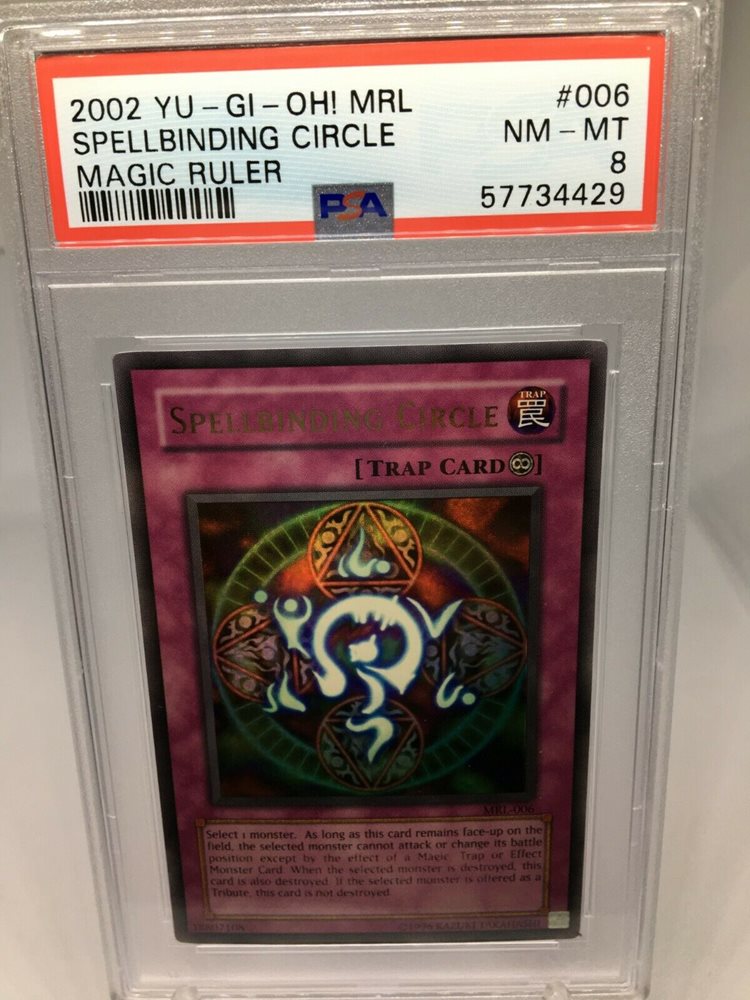 2002 YU-GI-OH! MRL #006
SPELLBINDING CIRCLE NM-MT
MAGIC RULER 8
PSA 57734429
SPELLBINDING CIRCLE TRAP 罠
[TRAP CARD∞]
MRL-006
Select 1 monster. As long as this card remains face-up on the
field, the selected monster cannot attack or change its battle
position except by the effect of a Magic, Trap or Effect
Monster Card. When the selected monster is destroyed, this
card is also destroyed. If the selected monster is offered as a
Tribute, this card is not destroyed.
©1996 KAZUKI TAKAHASHI